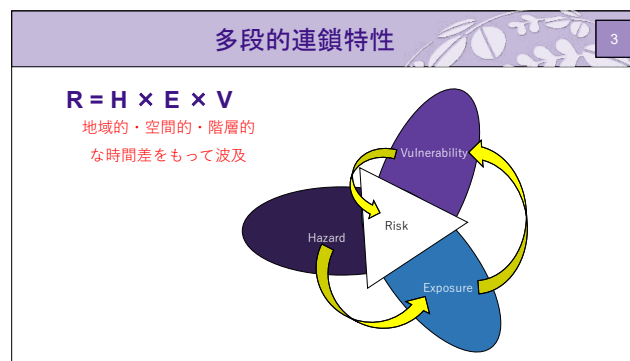 多段的連鎖特性
3
R = H × E × V
地域的・空間的・階層的
な時間差をもって波及
Vulnerability
Risk
Hazard
Exposure